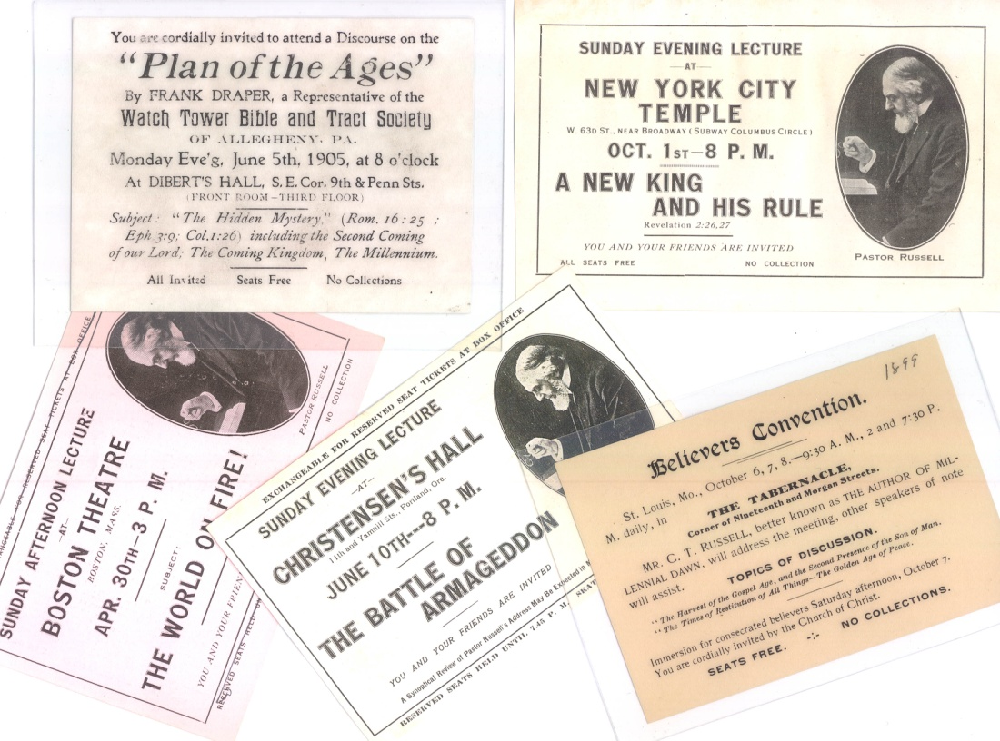 You are cordially invited to attend a Discourse on the
“Plan of the Ages”
By FRANK DRAPER, a Representative of the
Watch Tower Bible and Tract Society
OF ALLEGHENY, PA.
Monday Eve’g, June 5th, 1905, at 8 o’clock
At DIBERT’S HALL, S. E. Cor. 9th & Penn Sts.
(FRONT ROOM—THIRD FLOOR)
Subject: “The Hidden Mystery,” (Rom. 16:25 ;
Eph 3:9; Col. 1:26) including the Second Coming
of our Lord; The Coming Kingdom, The Millennium.
All Invited Seats Free No Collections
SUNDAY EVENING LECTURE
—AT—
NEW YORK CITY
TEMPLE
W. 63D ST., NEAR BROADWAY (SUBWAY COLUMBUS CIRCLE)
OCT. 1ST—8 P. M.
A NEW KING
AND HIS RULE
Revelation 2:26,27
YOU AND YOUR FRIENDS ARE INVITED
ALL SEATS FREE NO COLLECTION
PASTOR RUSSELL
FOR RESERVED SEAT TICKETS AT BOX OFFICE
SUNDAY AFTERNOON LECTURE
—AT—
BOSTON THEATRE
BOSTON, MASS.
APR. 30TH—3 P. M.
SUBJECT:
THE WORLD ON FIRE!
YOU AND YOUR FRIEN
RESERVED SEATS HELD
PASTOR RUSSELL
NO COLLECTION
EXCHANGEABLE FOR RESERVED SEAT TICKETS AT BOX OFFICE
SUNDAY EVENING LECTURE
—AT—
CHRISTENSEN’S HALL
11th and Yamhill Sts., Portland, Ore.
JUNE 10TH---8 P. M.
THE BATTLE OF
ARMAGEDDON
YOU AND YOUR FRIENDS ARE INVITED
A Synoptical Review of Pastor Russell’s Address May Be Expected in
RESERVED SEATS HELD UNTIL 7.45 P. M. SEAT
1899
Believers Convention.
St. Louis, Mo., October 6, 7, 8.—9:30 A. M., 2 and 7:30 P.
M. daily, in THE TABERNACLE,
Corner of Nineteenth and Morgan Streets.
MR. C. T. RUSSELL, better known as THE AUTHOR OF MIL-
LENNIAL DAWN, will address the meeting, other speakers of note
will assist.
TOPICS OF DISCUSSION.
“The Harvest of the Gospel Age, and the Second Presence of the Son of Man.
“The Times of Restitution of All Things—The Golden Age of Peace.
Immersion for consecrated believers Saturday afternoon, October 7.
You are cordially invited by the Church of Christ.
SEATS FREE. -:- NO COLLECTIONS.